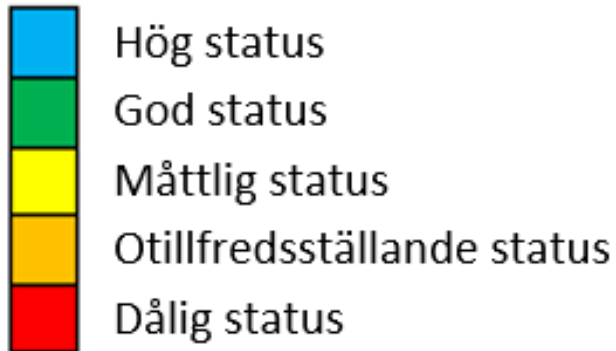 Hög status
God status
Måttlig status
Otillfredsställande status
Dålig status